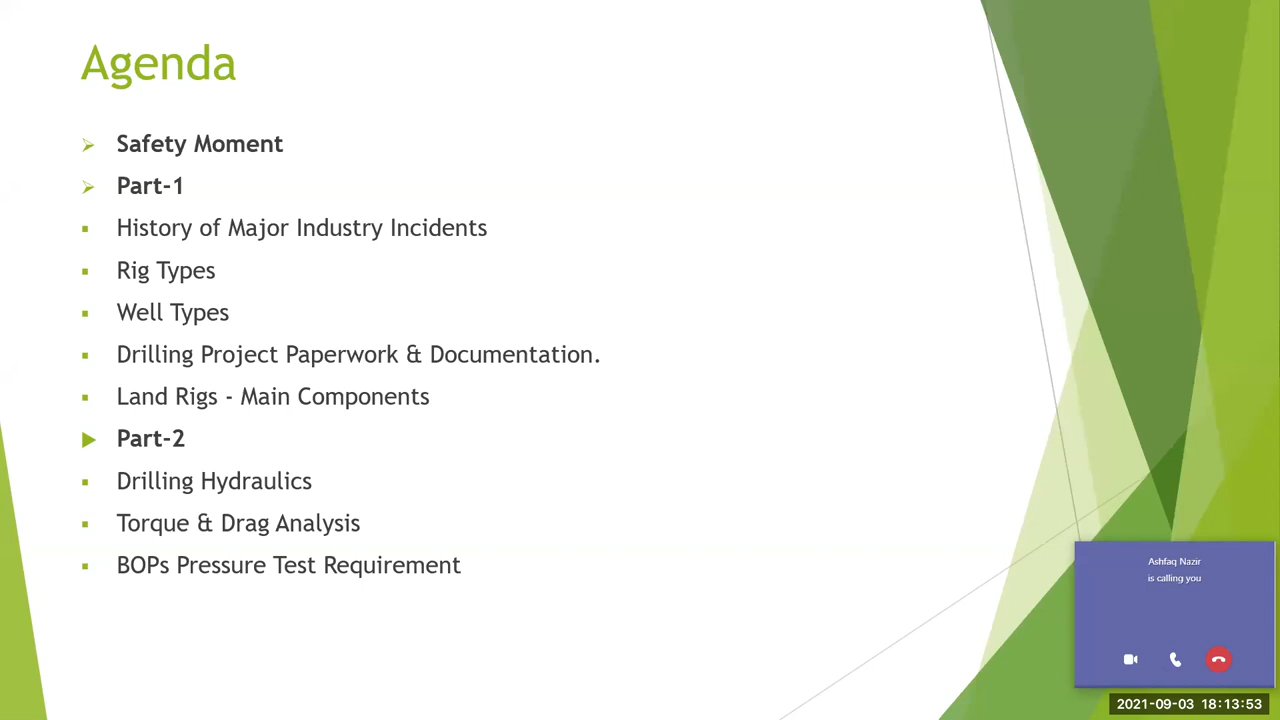 Agenda
Safety Moment
Part-1
History of Major Industry Incidents
Rig Types
Well Types
Drilling Project Paperwork & Documentation.
Land Rigs - Main Components
Part-2
Drilling Hydraulics
Torque & Drag Analysis
BOPs Pressure Test Requirement
Ashfaq Nazir
is calling you
2021-09-03 18:13:53